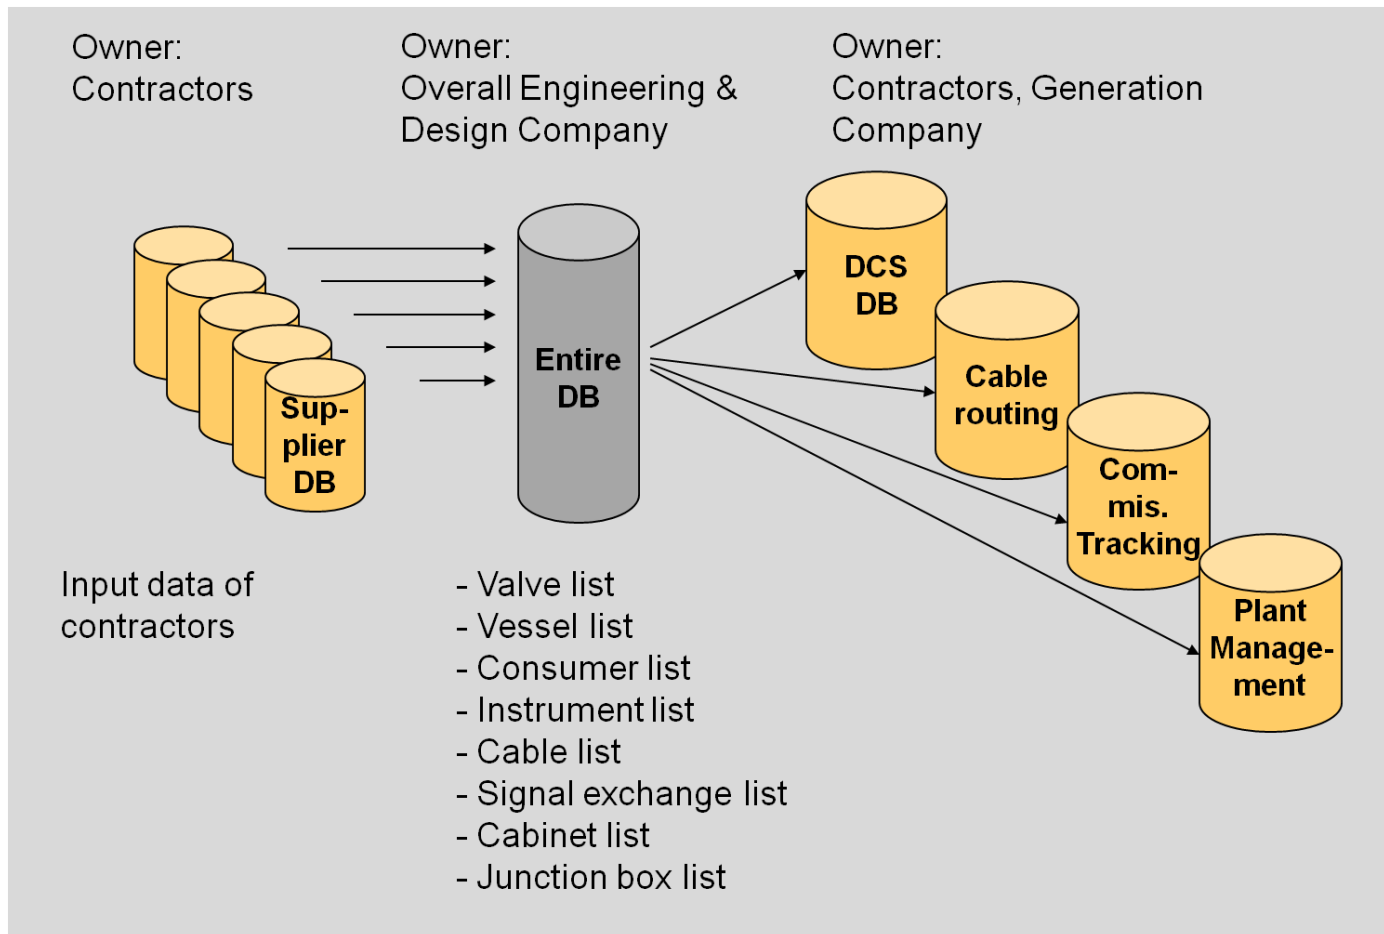 Owner:
Contractors
Owner:
Overall Engineering &
Design Company
Owner:
Contractors, Generation
Company
Sup-
plier
DB
Entire
DB
DCS
DB
Cable
routing
Com-
mis.
Tracking
Plant
Manage-
ment
Input data of
contractors
- Valve list
- Vessel list
- Consumer list
- Instrument list
- Cable list
- Signal exchange list
- Cabinet list
- Junction box list